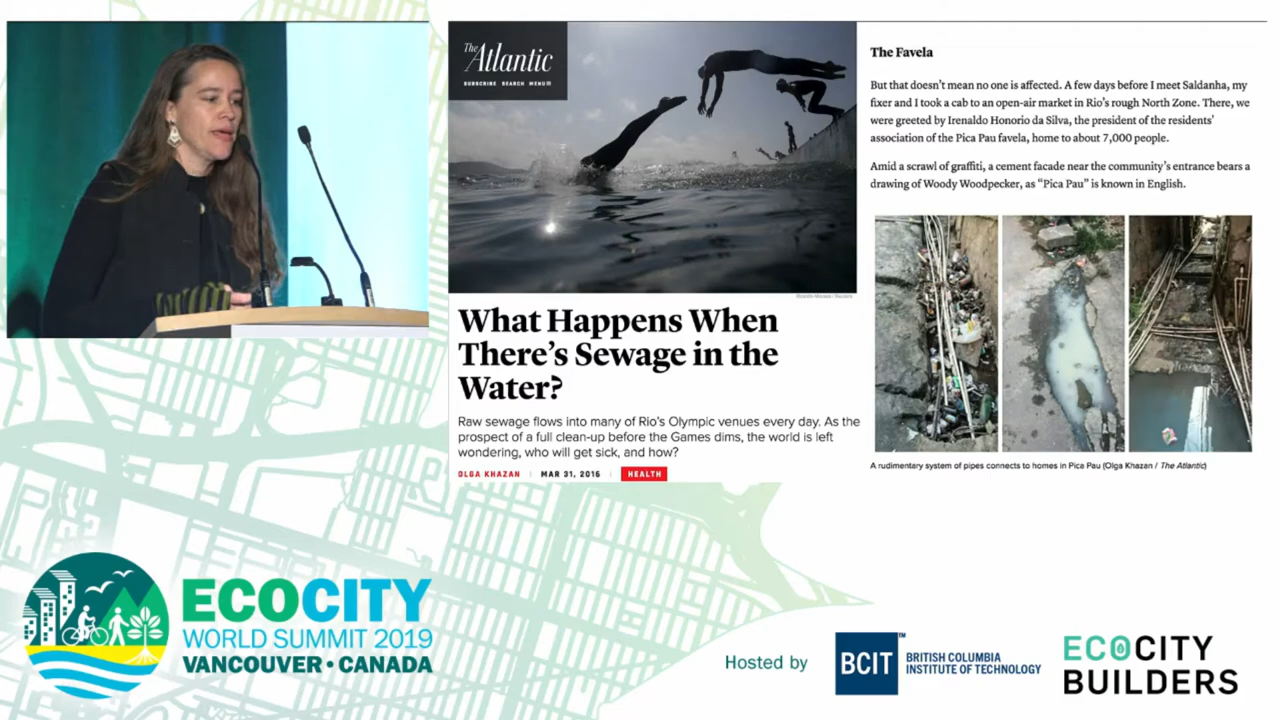 The
Atlantic
SUBSCRIBE SEARCH MENU
What Happens When
There's Sewage in the
Water?
Raw sewage flows into many of Rio's Olympic venues every day. As the
prospect of a full clean-up before the Games dims, the world is left
wondering, who will get sick, and how?
OLGA KHAZAN | MAR 31, 2016 | HEALTH
The Favela
But that doesn't mean no one is affected. A few days before I meet Saldanha, my
fixer and I took a cab to an open-air market in Rio's rough North Zone. There, we
were greeted by Irenaldo Honorio da Silva, the president of the residents'
association of the Pica Pau favela, home to about 7,000 people.
Amid a scrawl of graffiti, a cement facade near the community's entrance bears a
drawing of Woody Woodpecker, as "Pica Pau" is known in English.
A rudimentary system of pipes connects to homes in Pica Pau (Olga Khazan / The Atlantic)
ECOCITY
WORLD SUMMIT 2019
VANCOUVER • CANADA
Hosted by
BCIT™
BRITISH COLUMBIA
INSTITUTE OF TECHNOLOGY
ECOCITY
BUILDERS